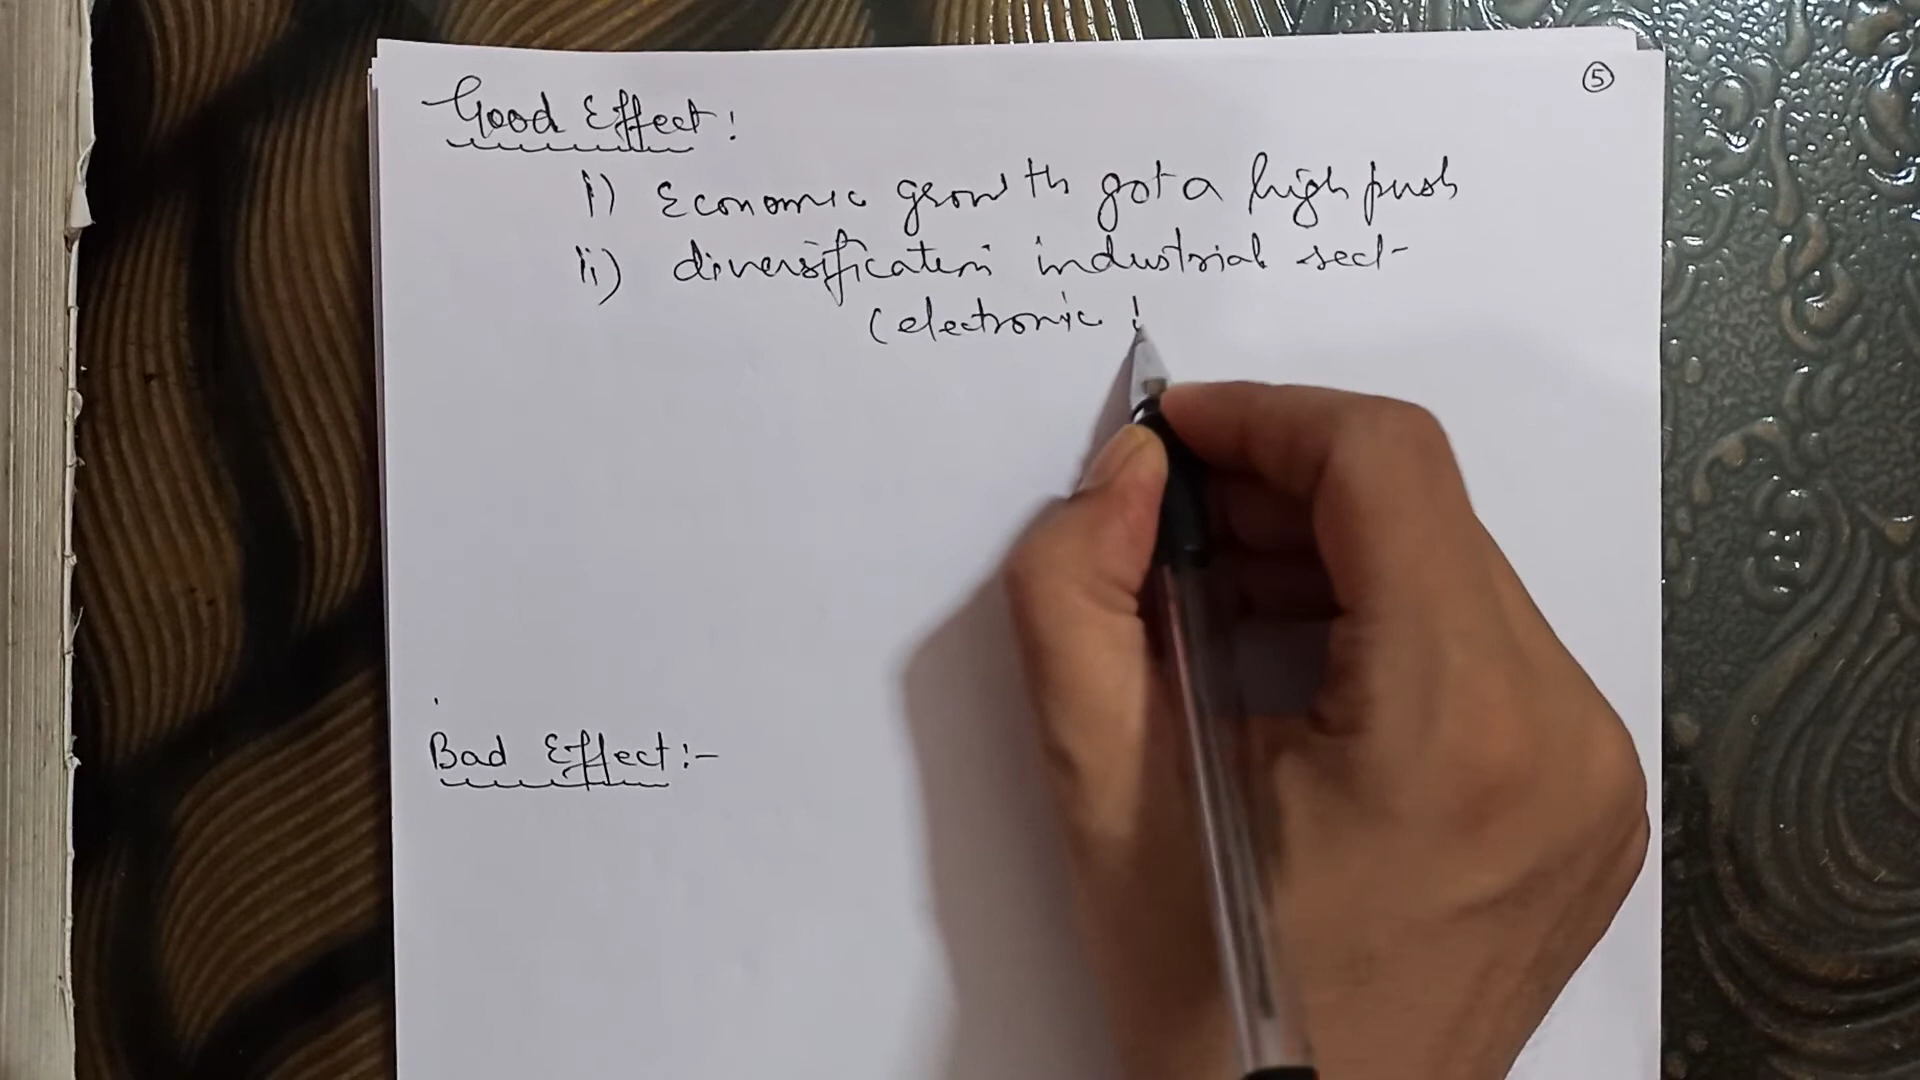 5
Good Effect :
i) Economic growth got a high push
ii) diversification industrial sect-
(electronic
Bad Effect :-